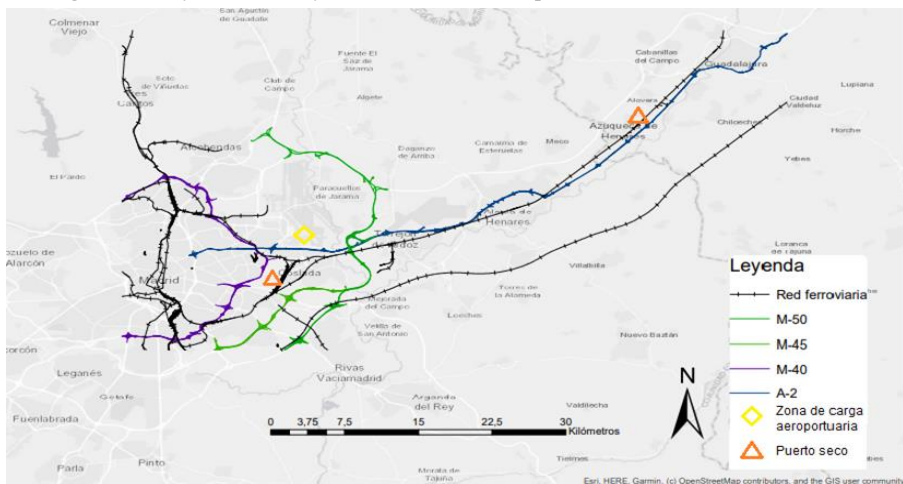 San Agustín
de Guadalix
Colmenar
Viejo
Fuente El
Saz de
Jarama
Cabanillas
del Campo
Guadalajara
Soto
de Viñuelas
Tres
Cantos
Club de
Campo
Algete
Alovera
Ciudad
Valdeluz
Lupiana
Azuqueca de
Henares
Chiloeches
Horche
Alcobendas
Daganzo
de Arriba
Camarma de
Esteruelas
Meco
Yebes
El Pardo
Paracuellos
de Jarama
Alcalá de
Henares
Torrejón
de Ardoz
Pozuelo de
Alarcón
Madrid
Coslada
Villalbilla
Loranca
de Tajuña
Mejorada
del Campo
Torres de
la Alameda
Loeches
Velilla de
San Antonio
Nuevo Baztán
Alcorcón
Leganés
Rivas
Vaciamadrid
Getafe
Arganda
del Rey
Valdilecha
Fuenlabrada
Parla
Pinto
Morata de
Tajuña
Tielmes
Leyenda
Red ferroviaria
M-50
M-45
M-40
A-2
Zona de carga
aeroportuaria
Puerto seco
N
0 3,75 7,5 15 22,5 30
Kilómetros
Esri, HERE, Garmin, (c) OpenStreetMap contributors, and the GIS user community